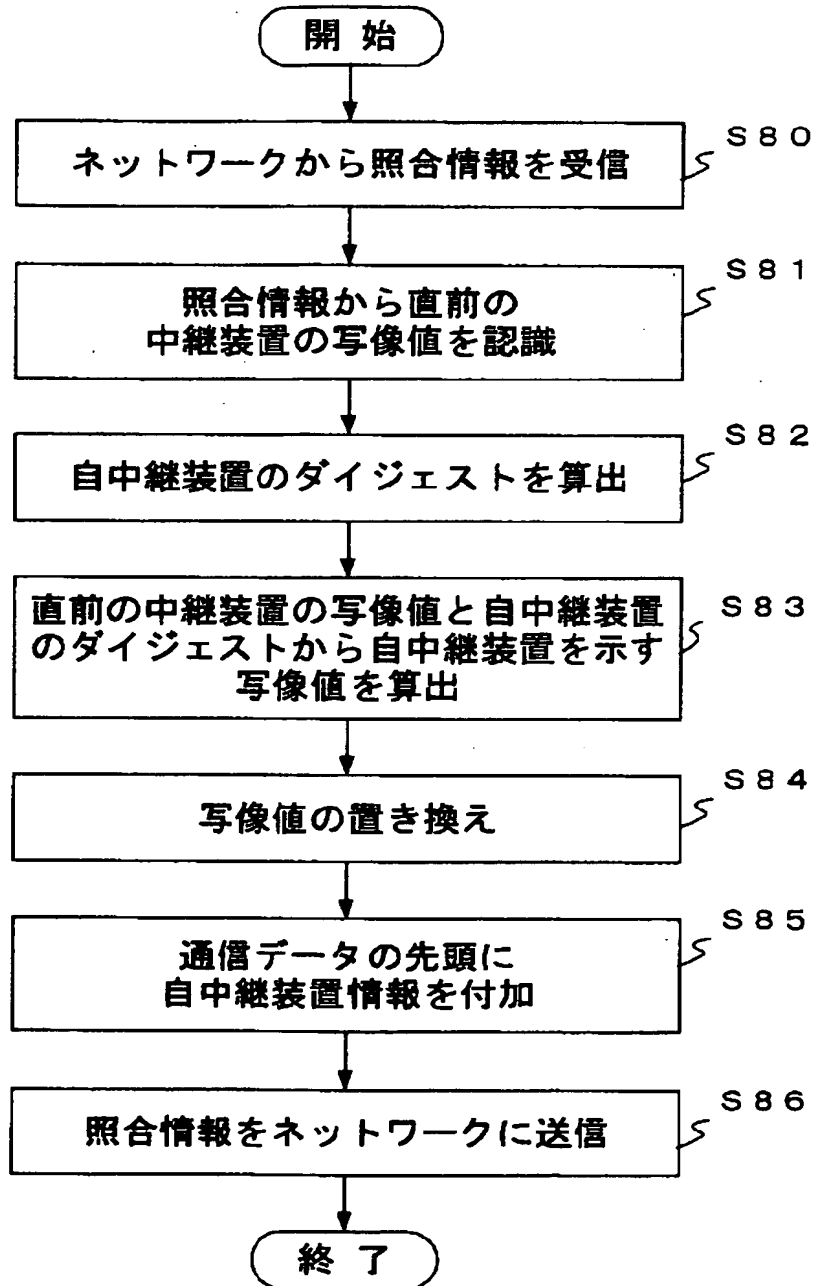 開 始
S80
ネットワークから照合情報を受信
S81
照合情報から直前の
中継装置の写像値を認識
S82
自中継装置のダイジェストを算出
S83
直前の中継装置の写像値と自中継装置
のダイジェストから自中継装置を示す
写像値を算出
S84
写像値の置き換え
S85
通信データの先頭に
自中継装置情報を付加
S86
照合情報をネットワークに送信
終 了